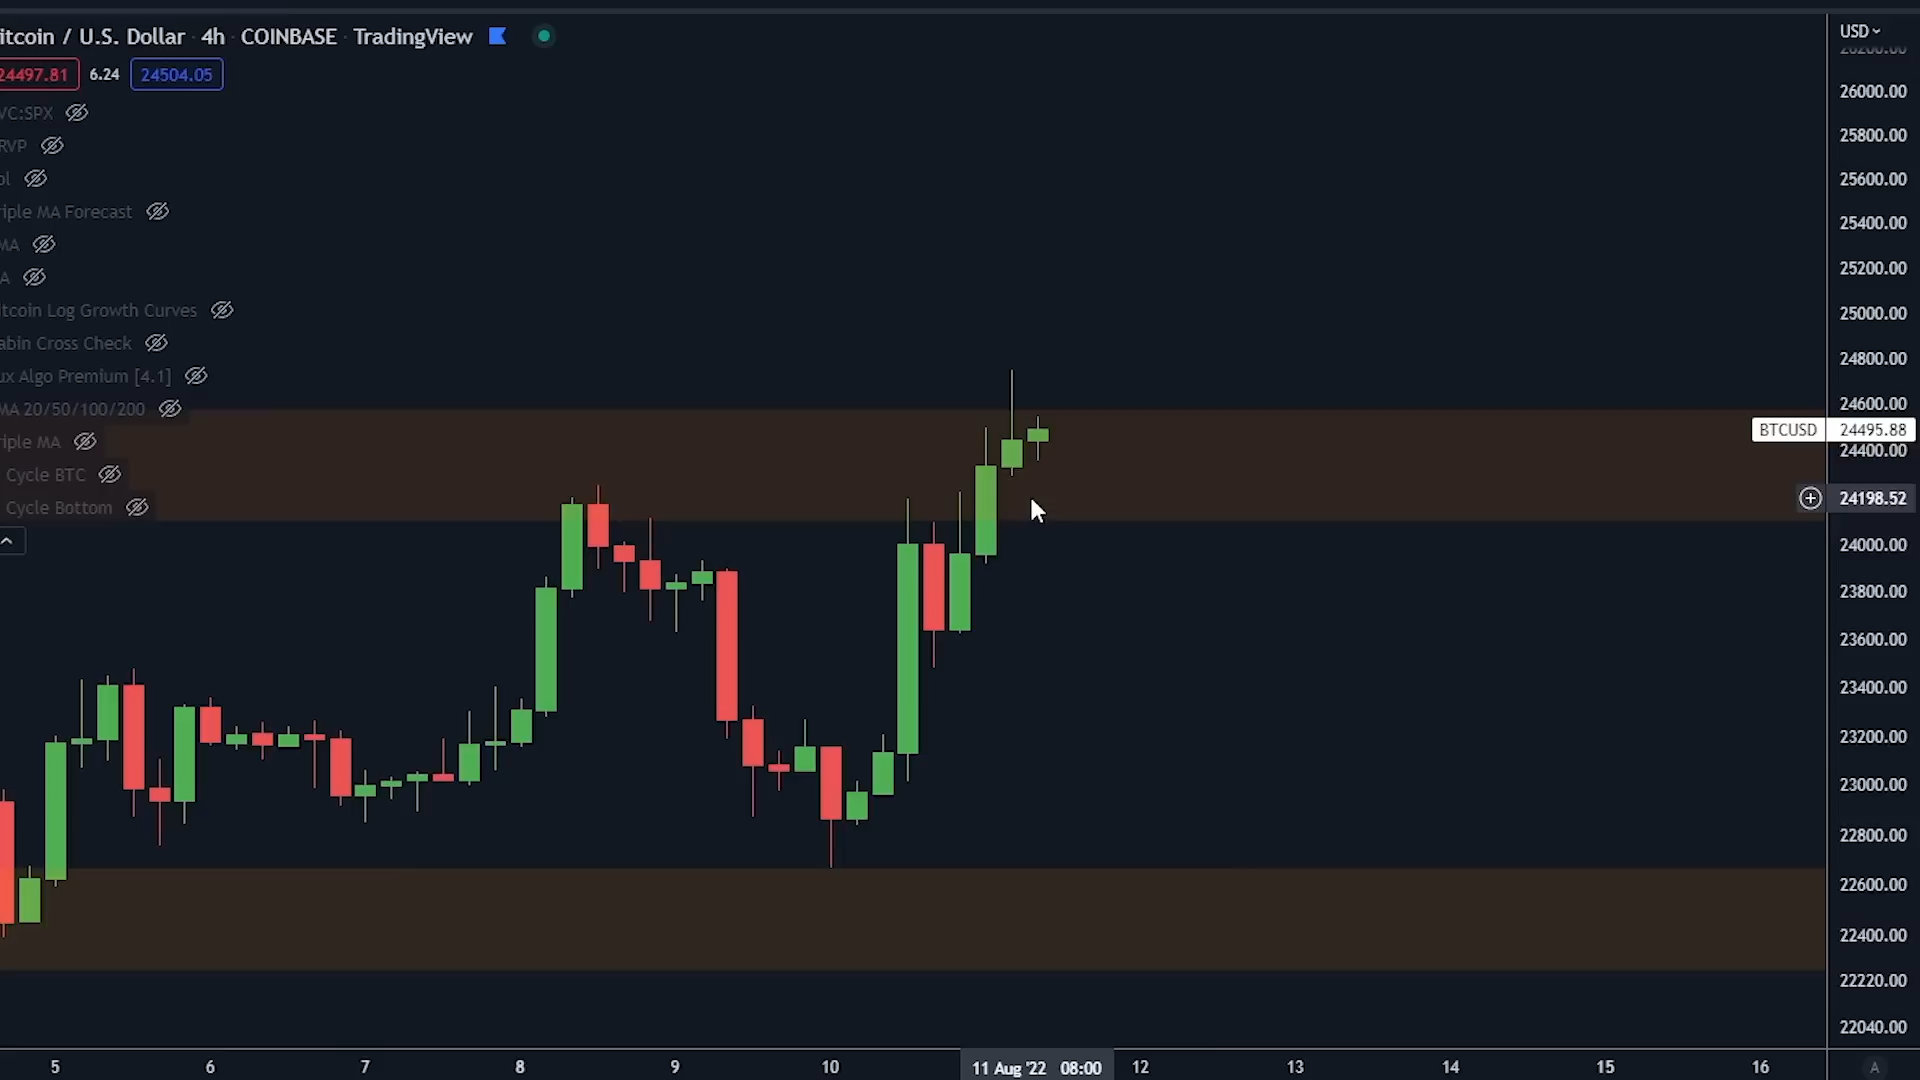 itcoin / U.S. Dollar · 4h · COINBASE · TradingView
24497.81 6.24 24504.05
VC:SPX
RVP
ol
riple MA Forecast
MA
A
itcoin Log Growth Curves
abin Cross Check
ux Algo Premium [4.1]
MA 20/50/100/200
riple MA
Cycle BTC
Cycle Bottom
USD
26200.00
26000.00
25800.00
25600.00
25400.00
25200.00
25000.00
24800.00
24600.00
BTCUSD 24495.88
24400.00
24198.52
24000.00
23800.00
23600.00
23400.00
23200.00
23000.00
22800.00
22600.00
22400.00
22220.00
22040.00
5 6 7 8 9 10 11 Aug '22 08:00 12 13 14 15 16 A